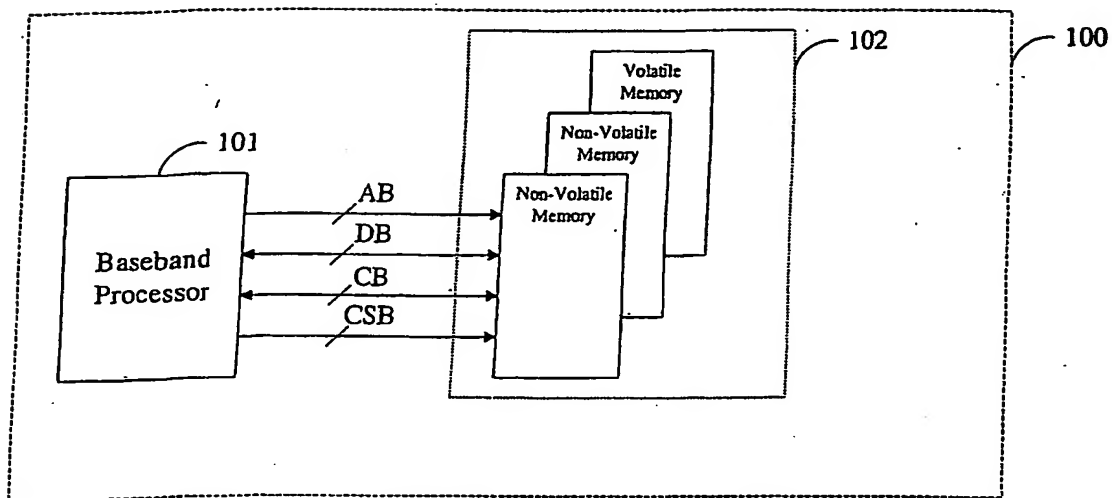 100
102
Volatile
Memory
Non-Volatile
Memory
101
Non-Volatile
Memory
AB
DB
CB
CSB
Baseband
Processor